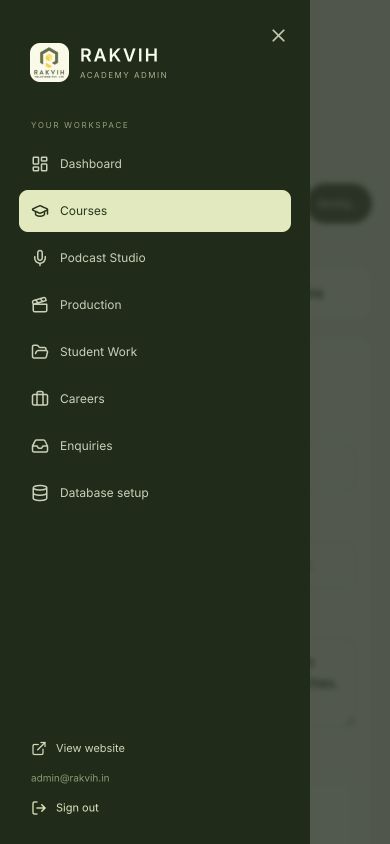 RAKVIH
RAKVIH
ACADEMY ADMIN
YOUR WORKSPACE
Dashboard
Courses
Podcast Studio
Production
Student Work
Careers
Enquiries
Database setup
View website
admin@rakvih.in
Sign out